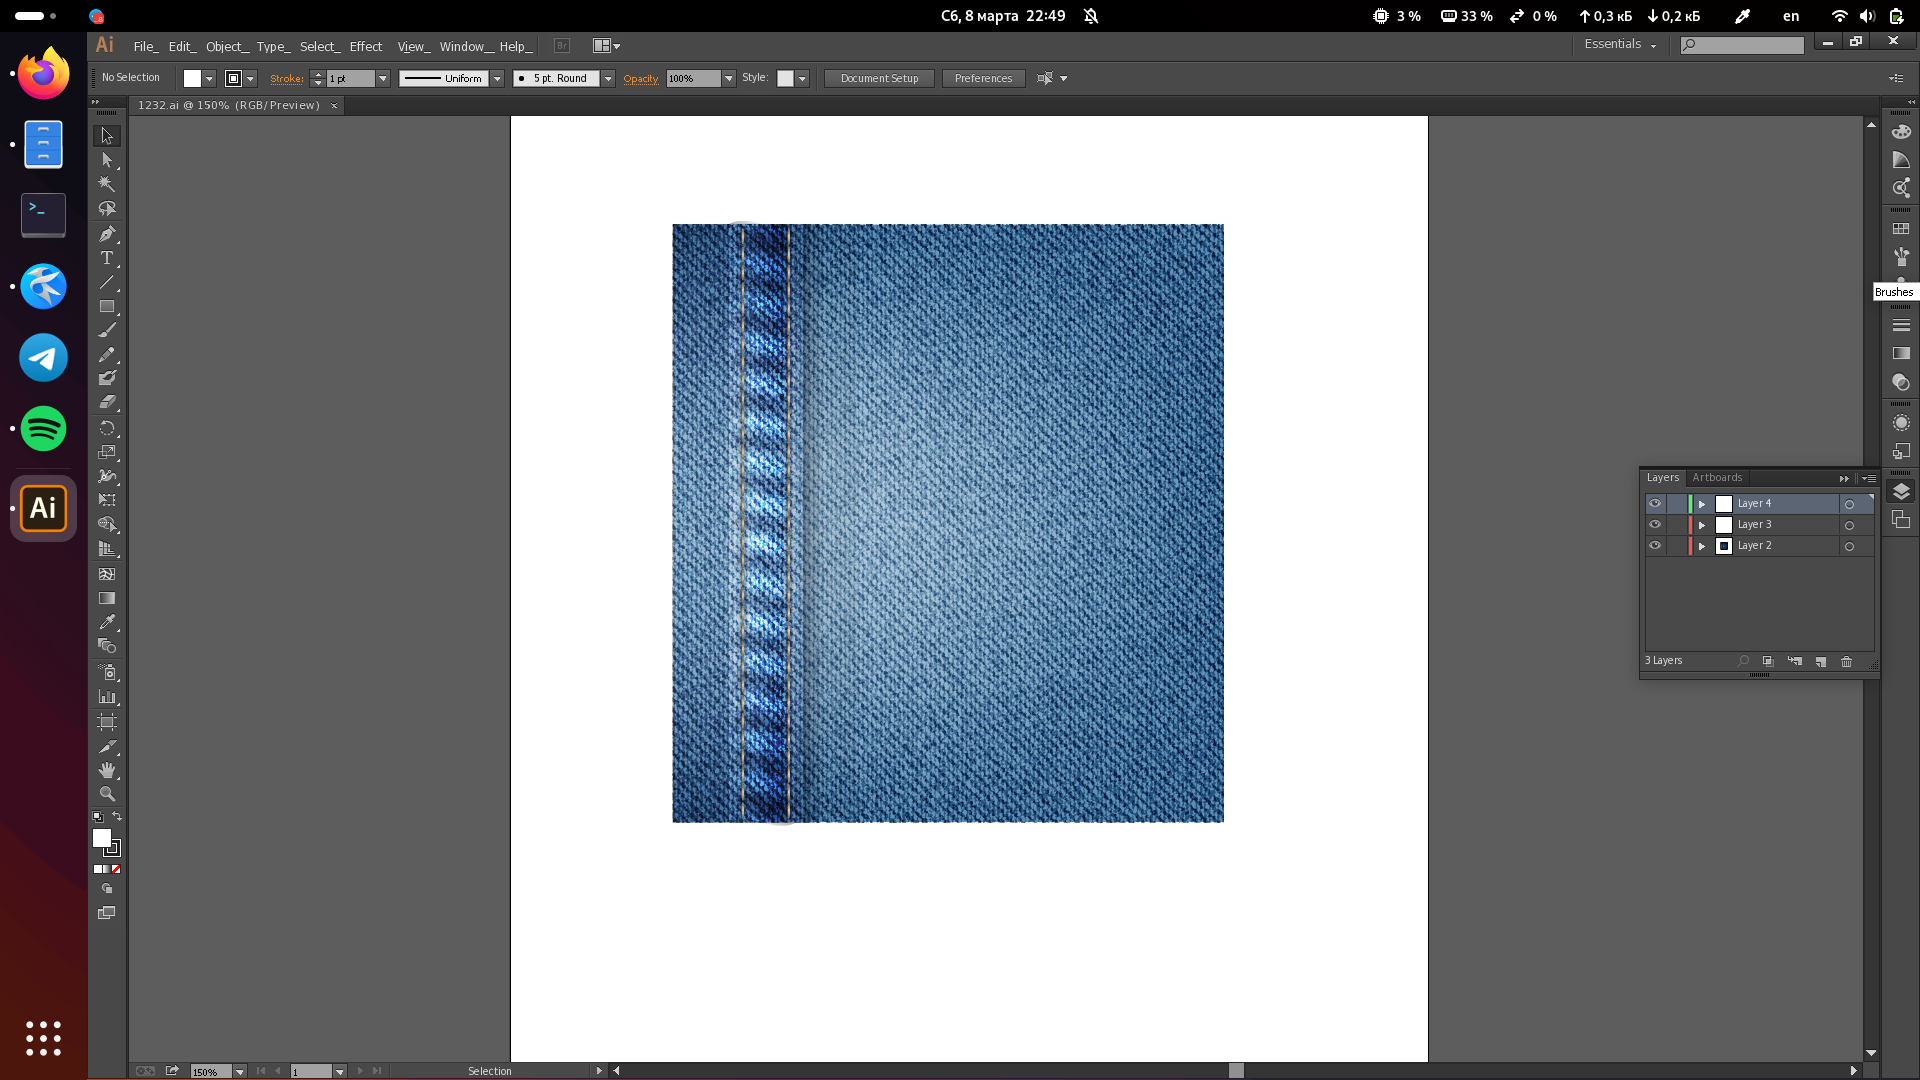 Сб, 8 марта 22:49
3 %
33 %
0 %
0,3 кБ
0,2 кБ
en
Ai
File_ Edit_ Object_ Type_ Select_ Effect View_ Window_ Help_
Br
Essentials
No Selection
Stroke:
1 pt
Uniform
5 pt. Round
Opacity
100%
Style:
Document Setup
Preferences
1232.ai @ 150% (RGB/Preview)
Brushes
Layers
Artboards
Layer 4
Layer 3
Layer 2
3 Layers
>_
Ai
T
150%
1
Selection